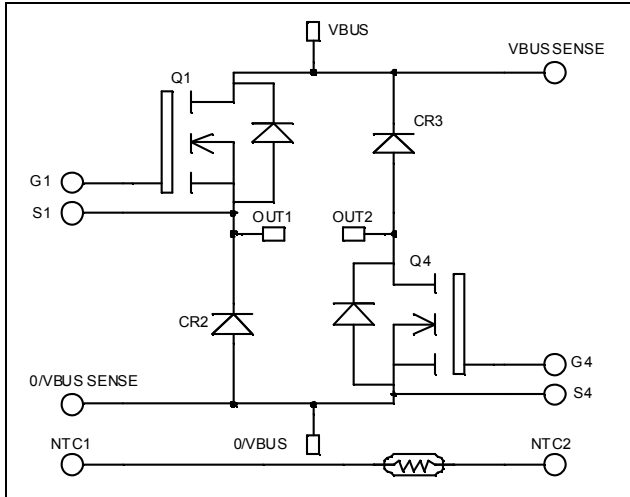 VBUS
VBUS SENSE
Q1
CR3
G1
S1
OUT1
OUT2
Q4
CR2
G4
0/VBUS SENSE
S4
NTC1
0/VBUS
NTC2